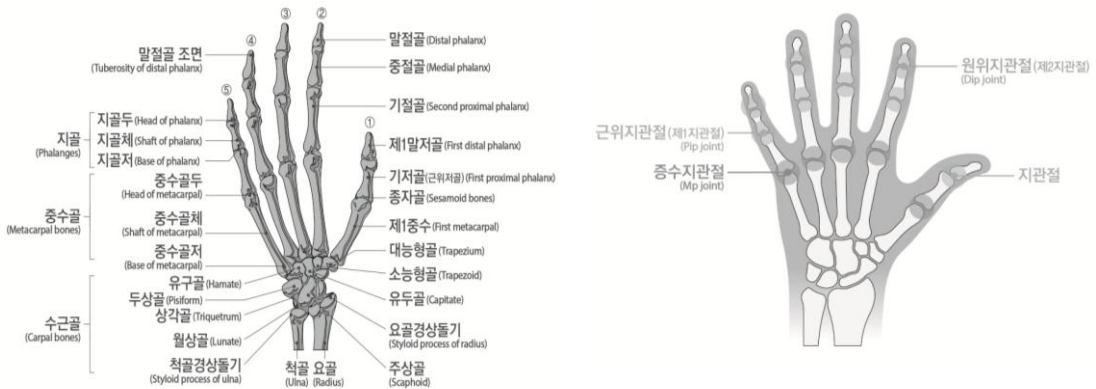 ③
②
④
말절골 (Distal phalanx)
말절골 조면
(Tuberosity of distal phalanx)
중절골 (Medial phalanx)
⑤
기절골 (Second proximal phalanx)
지골두 (Head of phalanx)
①
지골
(Phalanges)
지골체 (Shaft of phalanx)
제1말저골 (First distal phalanx)
지골저 (Base of phalanx)
기저골(근위저골) (First proximal phalanx)
중수골두
(Head of metacarpal)
종자골 (Sesamoid bones)
중수골
(Metacarpal bones)
중수골체
(Shaft of metacarpal)
제1중수 (First metacarpal)
중수골저
(Base of metacarpal)
대능형골 (Trapezium)
유구골 (Hamate)
소능형골 (Trapezoid)
두상골 (Pisiform)
유두골 (Capitate)
수근골
(Carpal bones)
상각골 (Triquetrum)
월상골 (Lunate)
요골경상돌기
(Styloid process of radius)
척골경상돌기
(Styloid process of ulna)
척골
(Ulna)
요골
(Radius)
주상골
(Scaphoid)
원위지관절 (제2지관절)
(Dip joint)
근위지관절 (제1지관절)
(Pip joint)
증수지관절
(Mp joint)
지관절